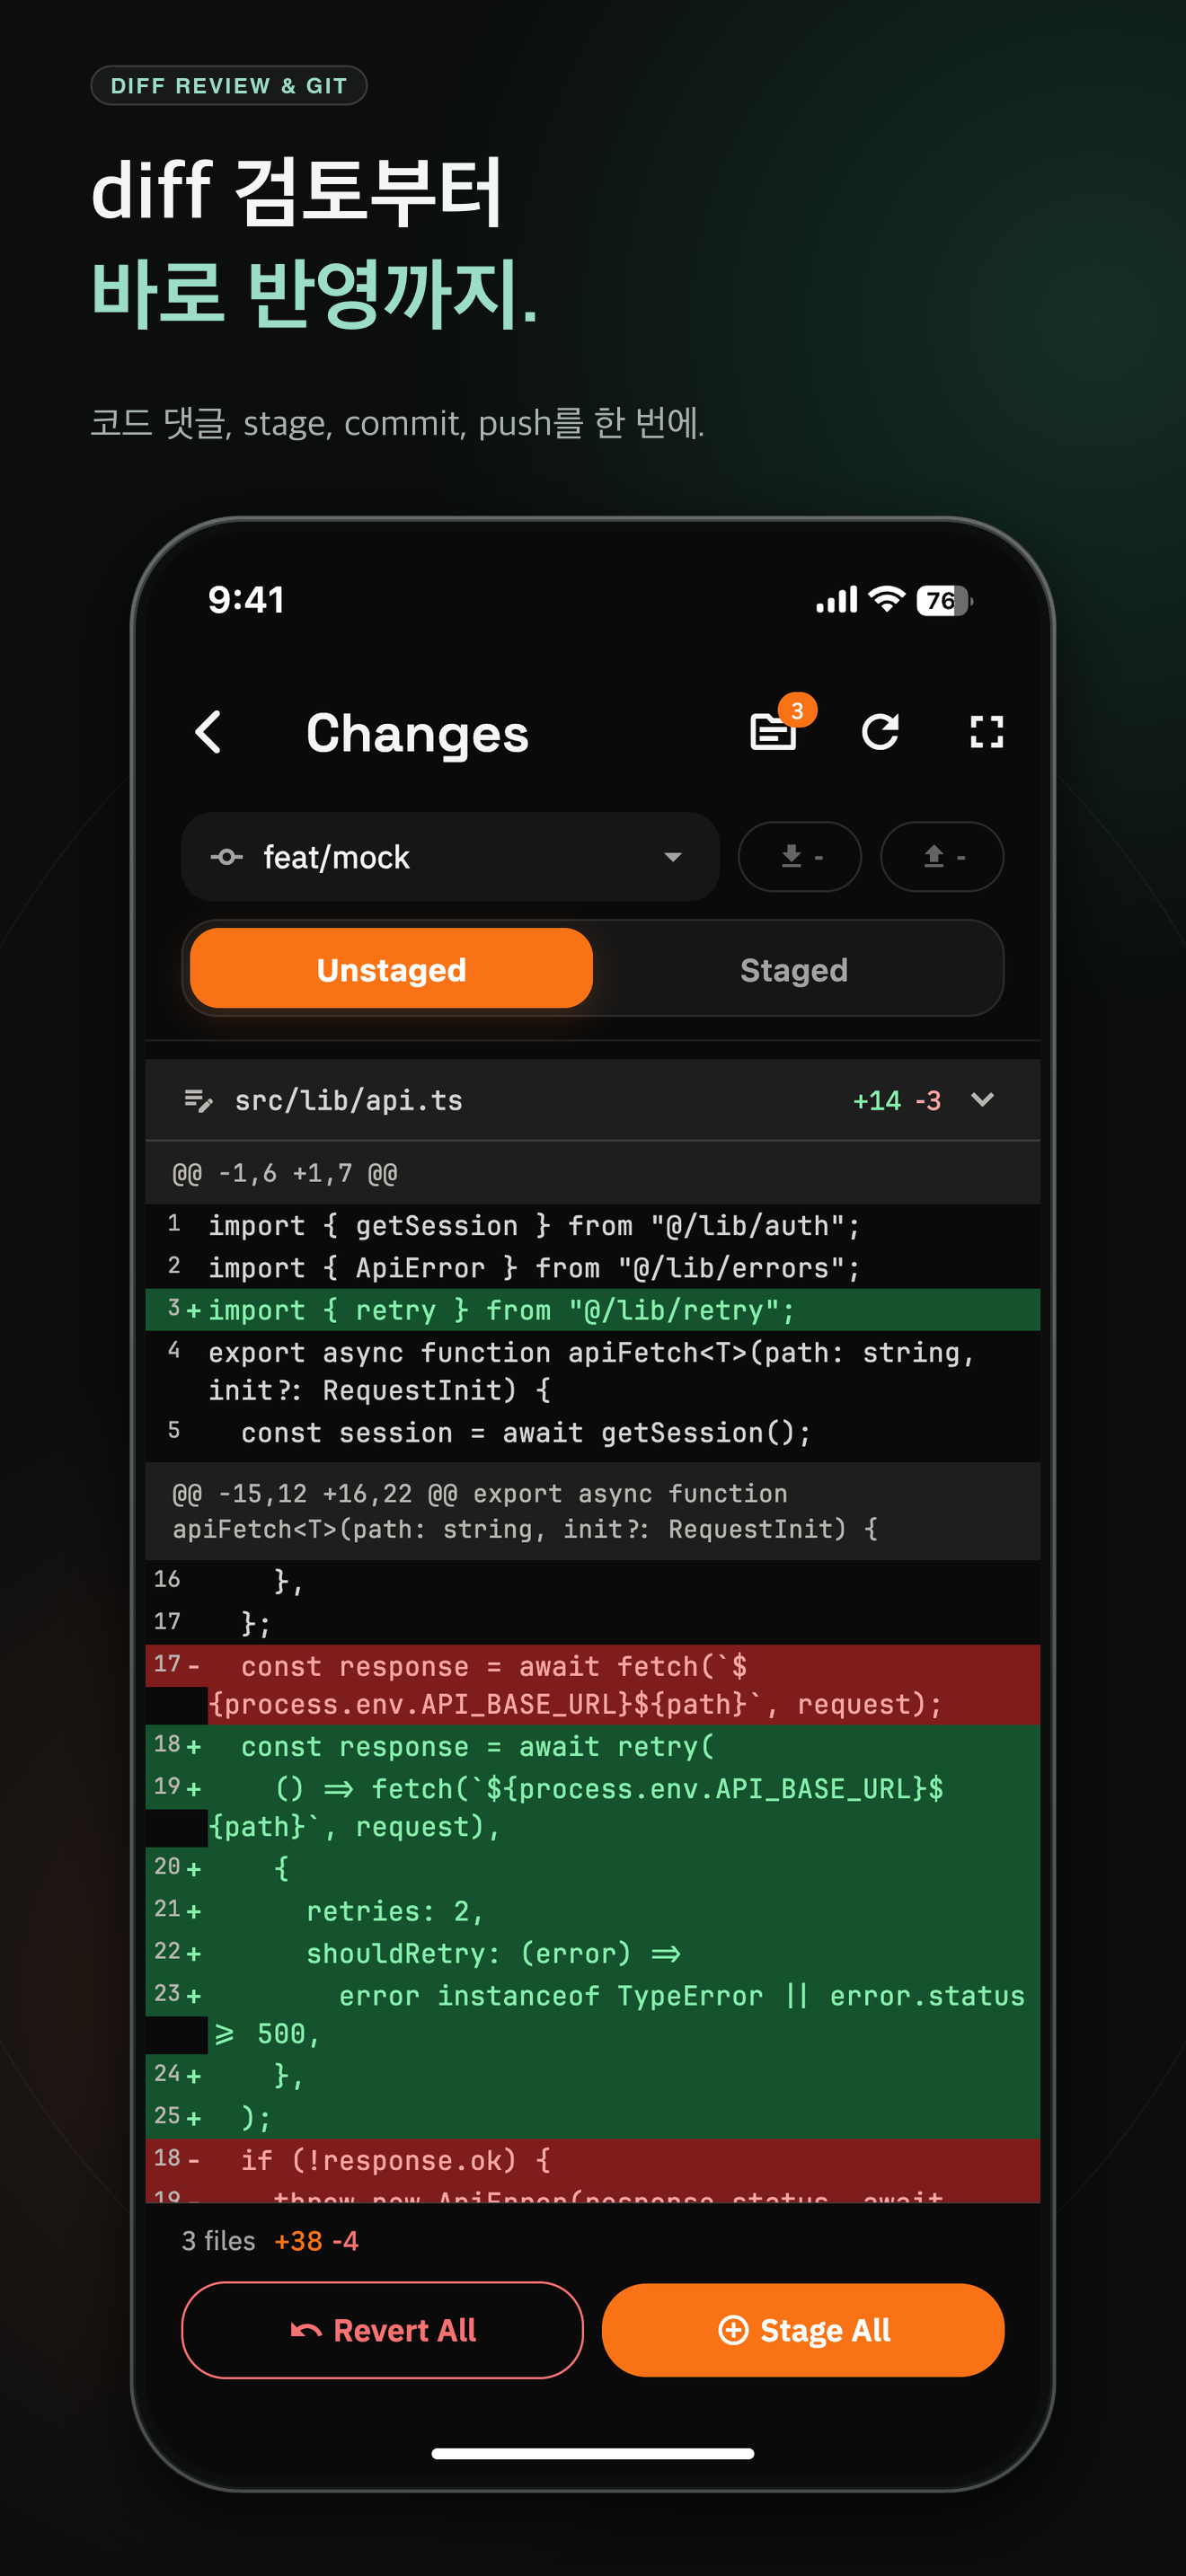 DIFF REVIEW & GIT
diff 검토부터
바로 반영까지.
코드 댓글, stage, commit, push를 한 번에.
9:41
76
Changes
3
feat/mock
-
-
Unstaged
Staged
src/lib/api.ts +14 -3
@@ -1,6 +1,7 @@
1 import { getSession } from "@/lib/auth";
2 import { ApiError } from "@/lib/errors";
3 + import { retry } from "@/lib/retry";
4 export async function apiFetch<T>(path: string,
init?: RequestInit) {
5 const session = await getSession();
@@ -15,12 +16,22 @@ export async function
apiFetch<T>(path: string, init?: RequestInit) {
16 },
17 };
17 - const response = await fetch(`$
{process.env.API_BASE_URL}${path}`, request);
18 + const response = await retry(
19 + () => fetch(`${process.env.API_BASE_URL}$
{path}`, request),
20 + {
21 + retries: 2,
22 + shouldRetry: (error) =>
23 + error instanceof TypeError || error.status
>= 500,
24 + },
25 + );
18 - if (!response.ok) {
19 - throw new ApiError(response.status, await
3 files +38 -4
Revert All
Stage All